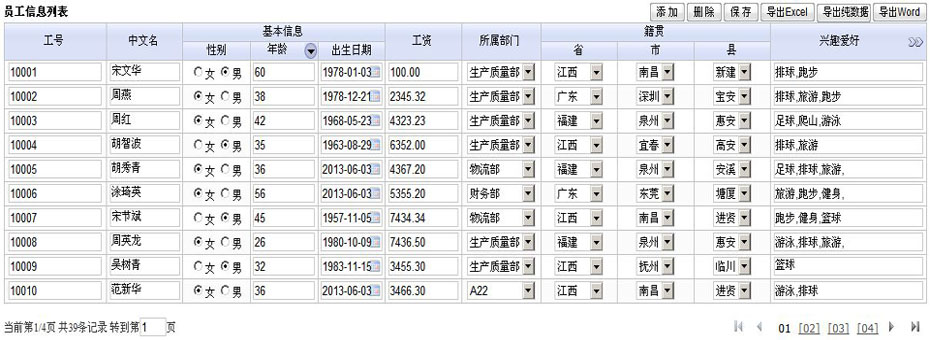 员工信息列表 添加 删除 保存 导出Excel 导出纯数据 导出Word
工号 中文名 基本信息 工资 所属部门 籍贯 兴趣爱好
性别 年龄 出生日期 省 市 县
10001 宋文华 女 男 60 1978-01-03 100.00 生产质量部 江西 南昌 新建 排球,跑步
10002 周燕 女 男 38 1978-12-21 2345.32 生产质量部 广东 深圳 宝安 排球,旅游,跑步
10003 周红 女 男 42 1968-05-23 4323.23 生产质量部 福建 泉州 惠安 足球,爬山,游泳
10004 胡智波 女 男 35 1963-08-29 6352.00 生产质量部 江西 宜春 高安 排球,旅游
10005 胡秀青 女 男 36 2013-06-03 4367.20 物流部 福建 泉州 安溪 足球,排球,旅游,
10006 涂琦英 女 男 56 2013-06-03 5355.20 财务部 广东 东莞 塘厦 旅游,跑步,健身,
10007 宋节斌 女 男 45 1957-11-05 7434.34 物流部 江西 南昌 进贤 跑步,健身,篮球
10008 周英龙 女 男 26 1980-10-09 7436.50 生产质量部 福建 泉州 惠安 游泳,排球,旅游,
10009 吴树青 女 男 32 1983-11-15 3455.30 生产质量部 江西 抚州 临川 篮球
10010 范新华 女 男 36 2013-06-03 3466.30 A22 江西 南昌 进贤 游泳,排球
当前第1/4页 共39条记录 转到第1页 01 [02] [03] [04]